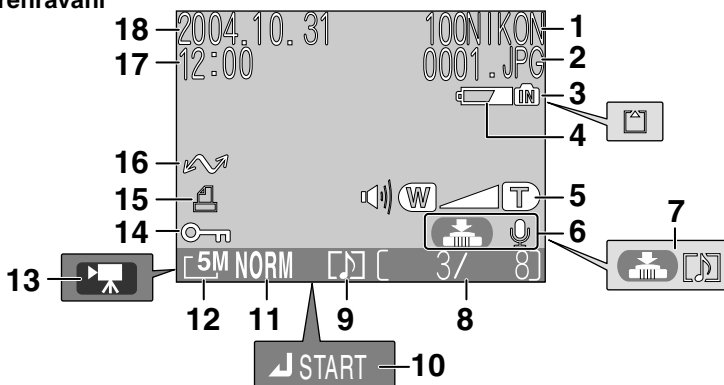 18 2004.10.31 100NIKON 1
17 12:00 0001.JPG 2
IN 3
4
16
15 W T 5
14 6
7
13 5M NORM [ 3/ 8]
12 11 9 8
START 10